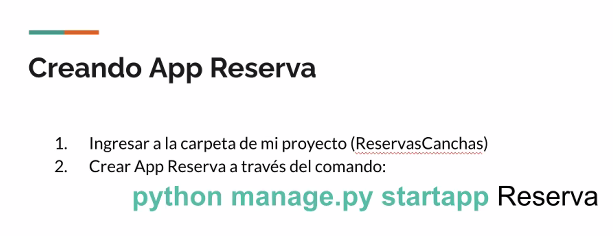 Creando App Reserva
1. Ingresar a la carpeta de mi proyecto (ReservasCanchas)
2. Crear App Reserva a través del comando:
python manage.py startapp Reserva